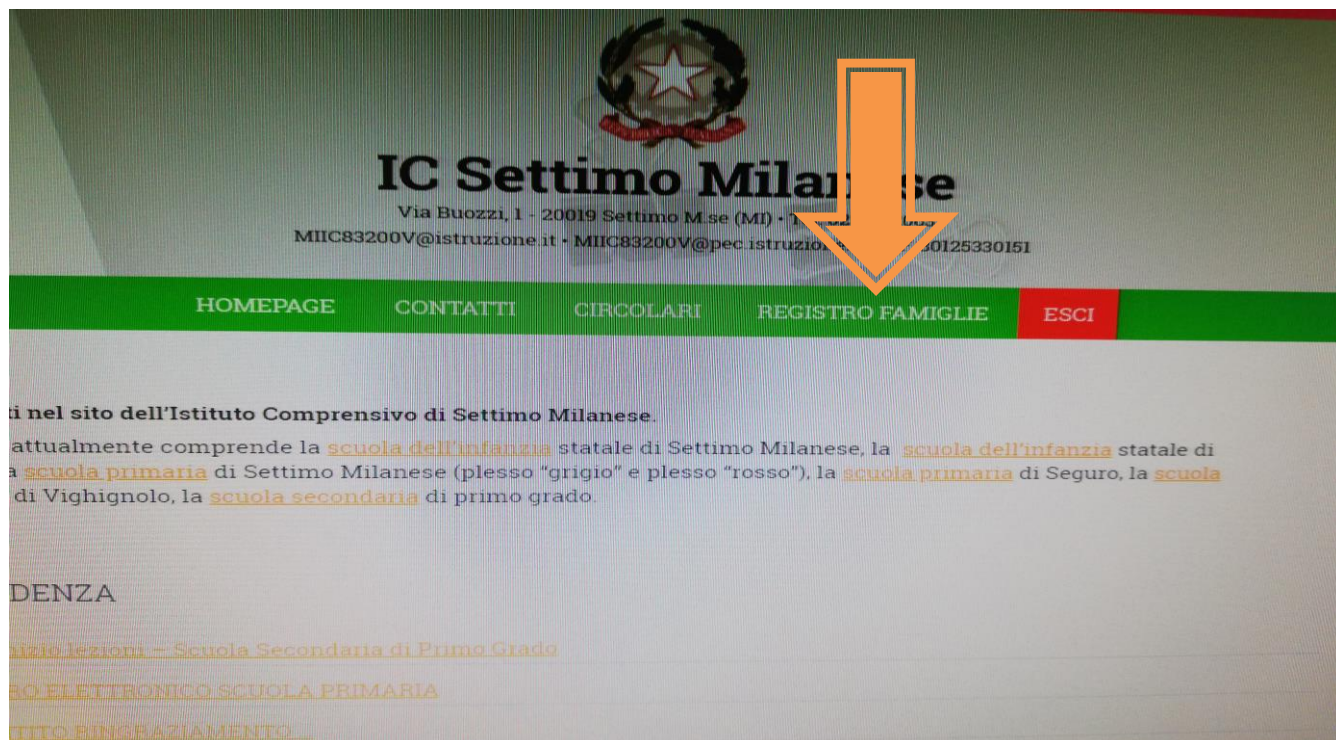 IC Settimo Milanese
Via Buozzi, 1 - 20019 Settimo M.se (MI)
MIIC83200V@istruzione.it • MIIC83200V@pec.istruzio 80125330151
HOMEPAGE CONTATTI CIRCOLARI REGISTRO FAMIGLIE ESCI
nel sito dell'Istituto Comprensivo di Settimo Milanese.
attualmente comprende la scuola dell'infanzia statale di Settimo Milanese, la scuola dell'infanzia statale di
scuola primaria di Settimo Milanese (plesso "grigio" e plesso "rosso"), la scuola primaria di Seguro, la scuola
di Vighignolo, la scuola secondaria di primo grado.
DENZA
lezioni – Scuola Secondaria di Primo Grado
ELETTRONICO SCUOLA PRIMARIA
RINGRAZIAMENTO